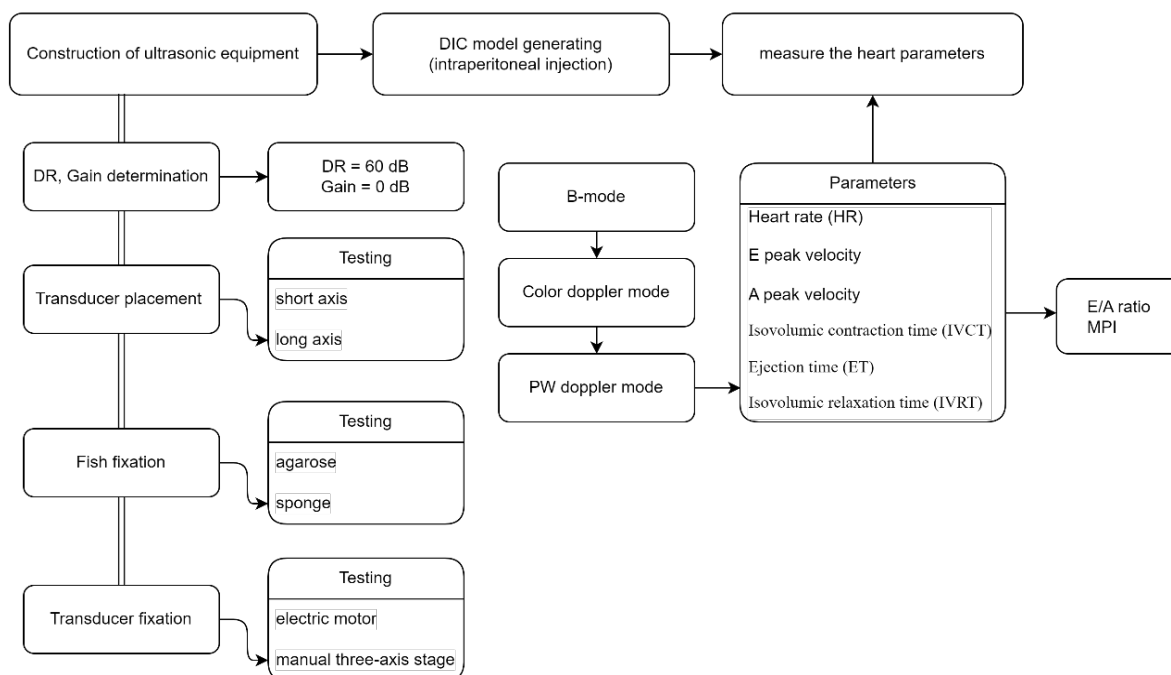 Construction of ultrasonic equipment
DIC model generating
(intraperitoneal injection)
measure the heart parameters
DR, Gain determination
DR = 60 dB
Gain = 0 dB
Transducer placement
Testing
short axis
long axis
Fish fixation
Testing
agarose
sponge
Transducer fixation
Testing
electric motor
manual three-axis stage
B-mode
Color doppler mode
PW doppler mode
Parameters
Heart rate (HR)
E peak velocity
A peak velocity
Isovolumic contraction time (IVCT)
Ejection time (ET)
Isovolumic relaxation time (IVRT)
E/A ratio
MPI